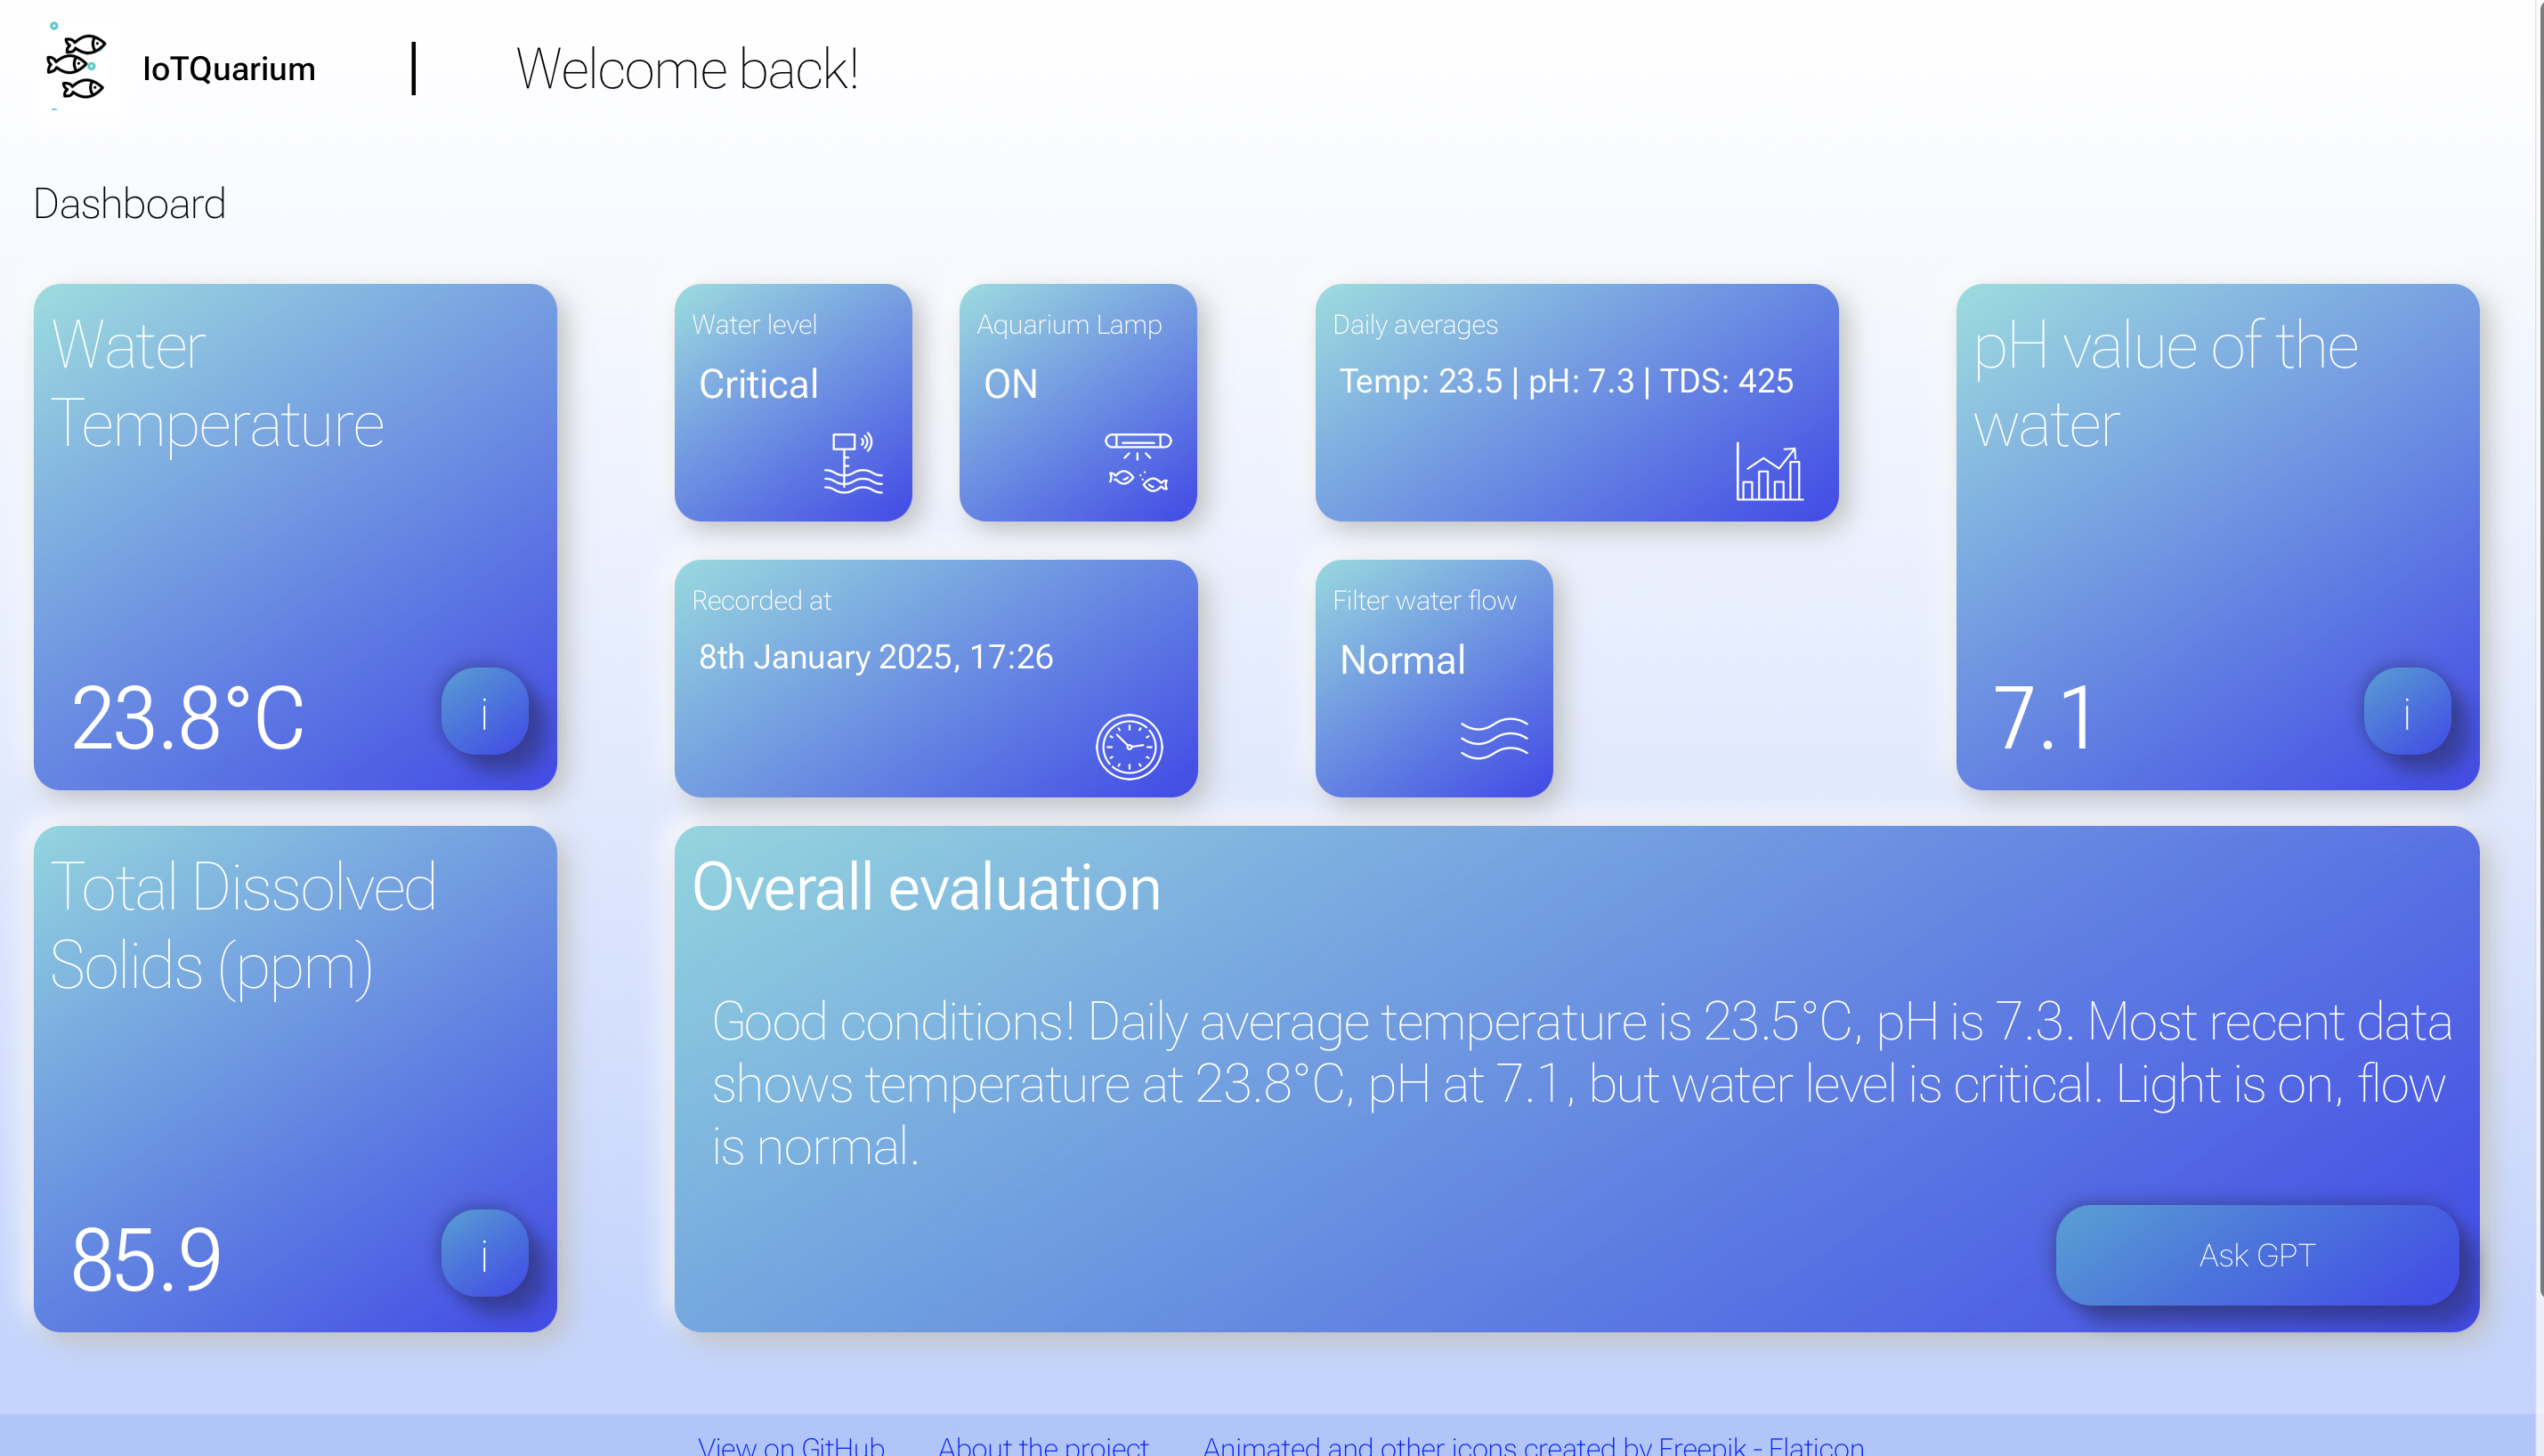 IoTQuarium
Welcome back!
Dashboard
Water
Temperature
23.8°C
i
Water level
Critical
Aquarium Lamp
ON
Daily averages
Temp: 23.5 | pH: 7.3 | TDS: 425
pH value of the
water
7.1
i
Recorded at
8th January 2025, 17:26
Filter water flow
Normal
Total Dissolved
Solids (ppm)
85.9
i
Overall evaluation
Good conditions! Daily average temperature is 23.5°C, pH is 7.3. Most recent data
shows temperature at 23.8°C, pH at 7.1, but water level is critical. Light is on, flow
is normal.
Ask GPT
View on GitHub
About the project
Animated and other icons created by Freepik - Flaticon